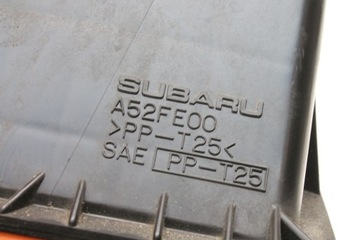 SUBARU
A52FE00
>PP-T25<
SAE PP-T25